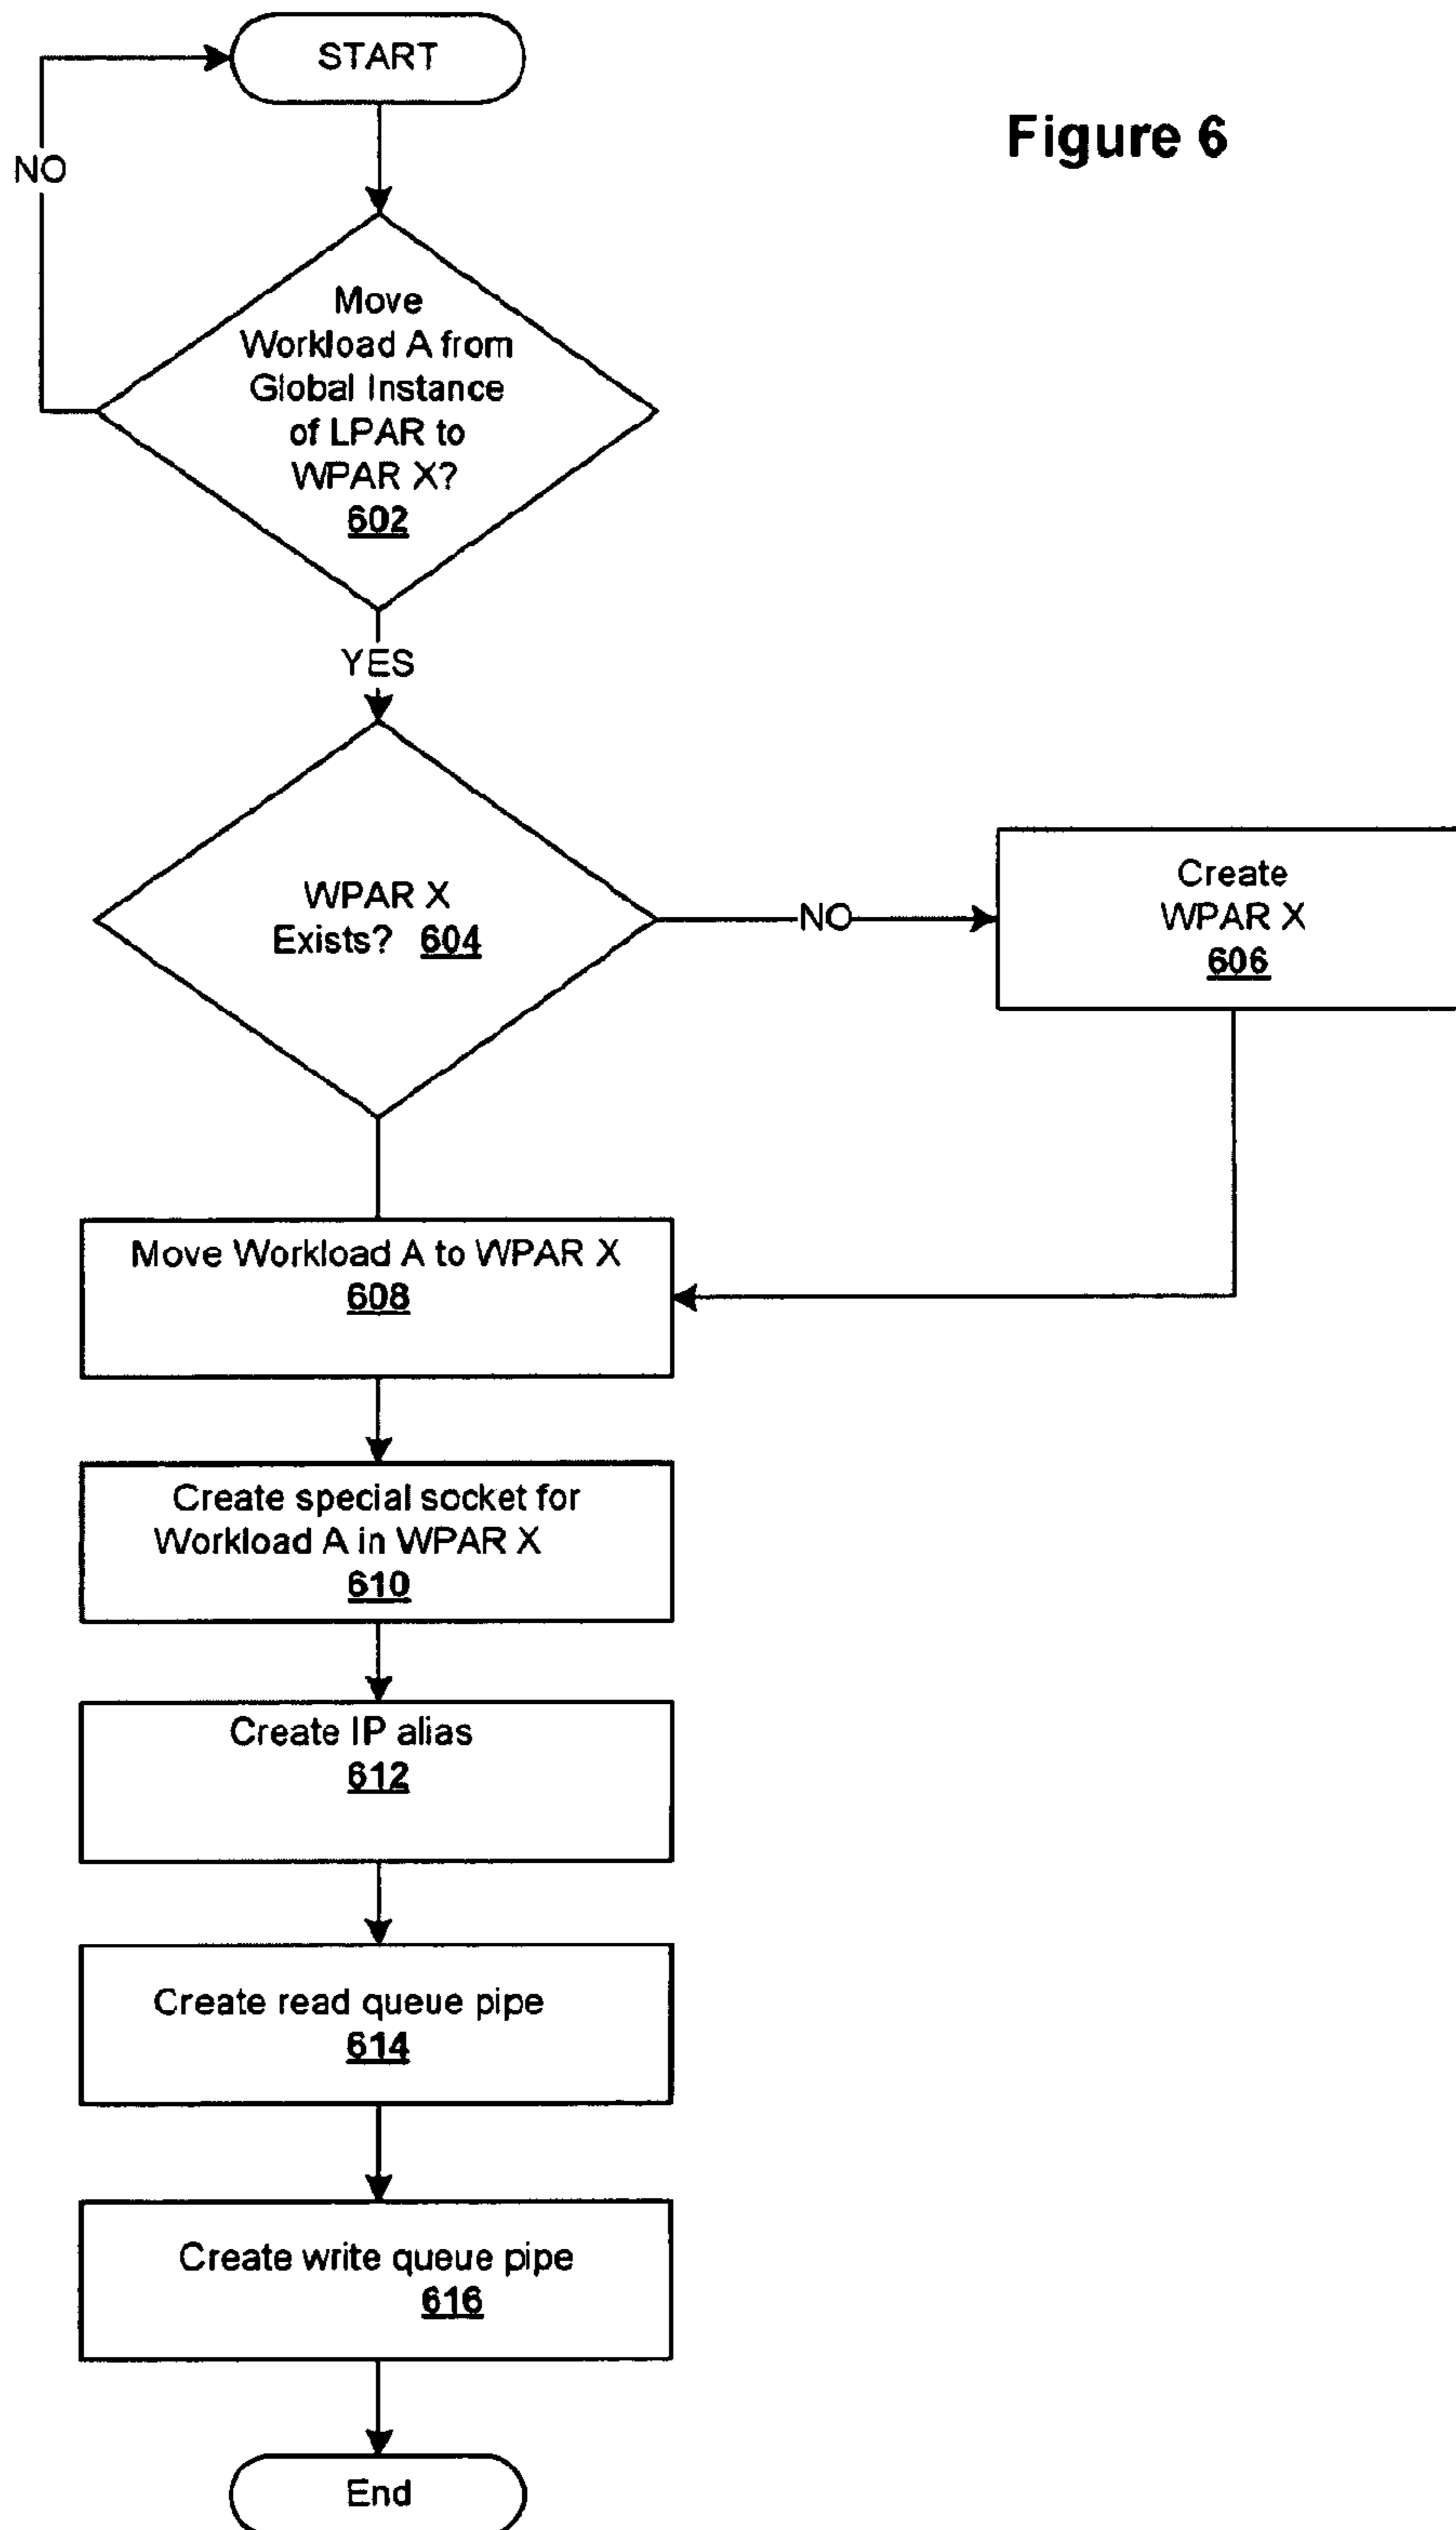 START
Figure 6
NO
Move
Workload A from
Global Instance
of LPAR to
WPAR X?
602
YES
WPAR X
Exists? 604
NO
Create
WPAR X
606
Move Workload A to WPAR X
608
Create special socket for
Workload A in WPAR X
610
Create IP alias
612
Create read queue pipe
614
Create write queue pipe
616
End